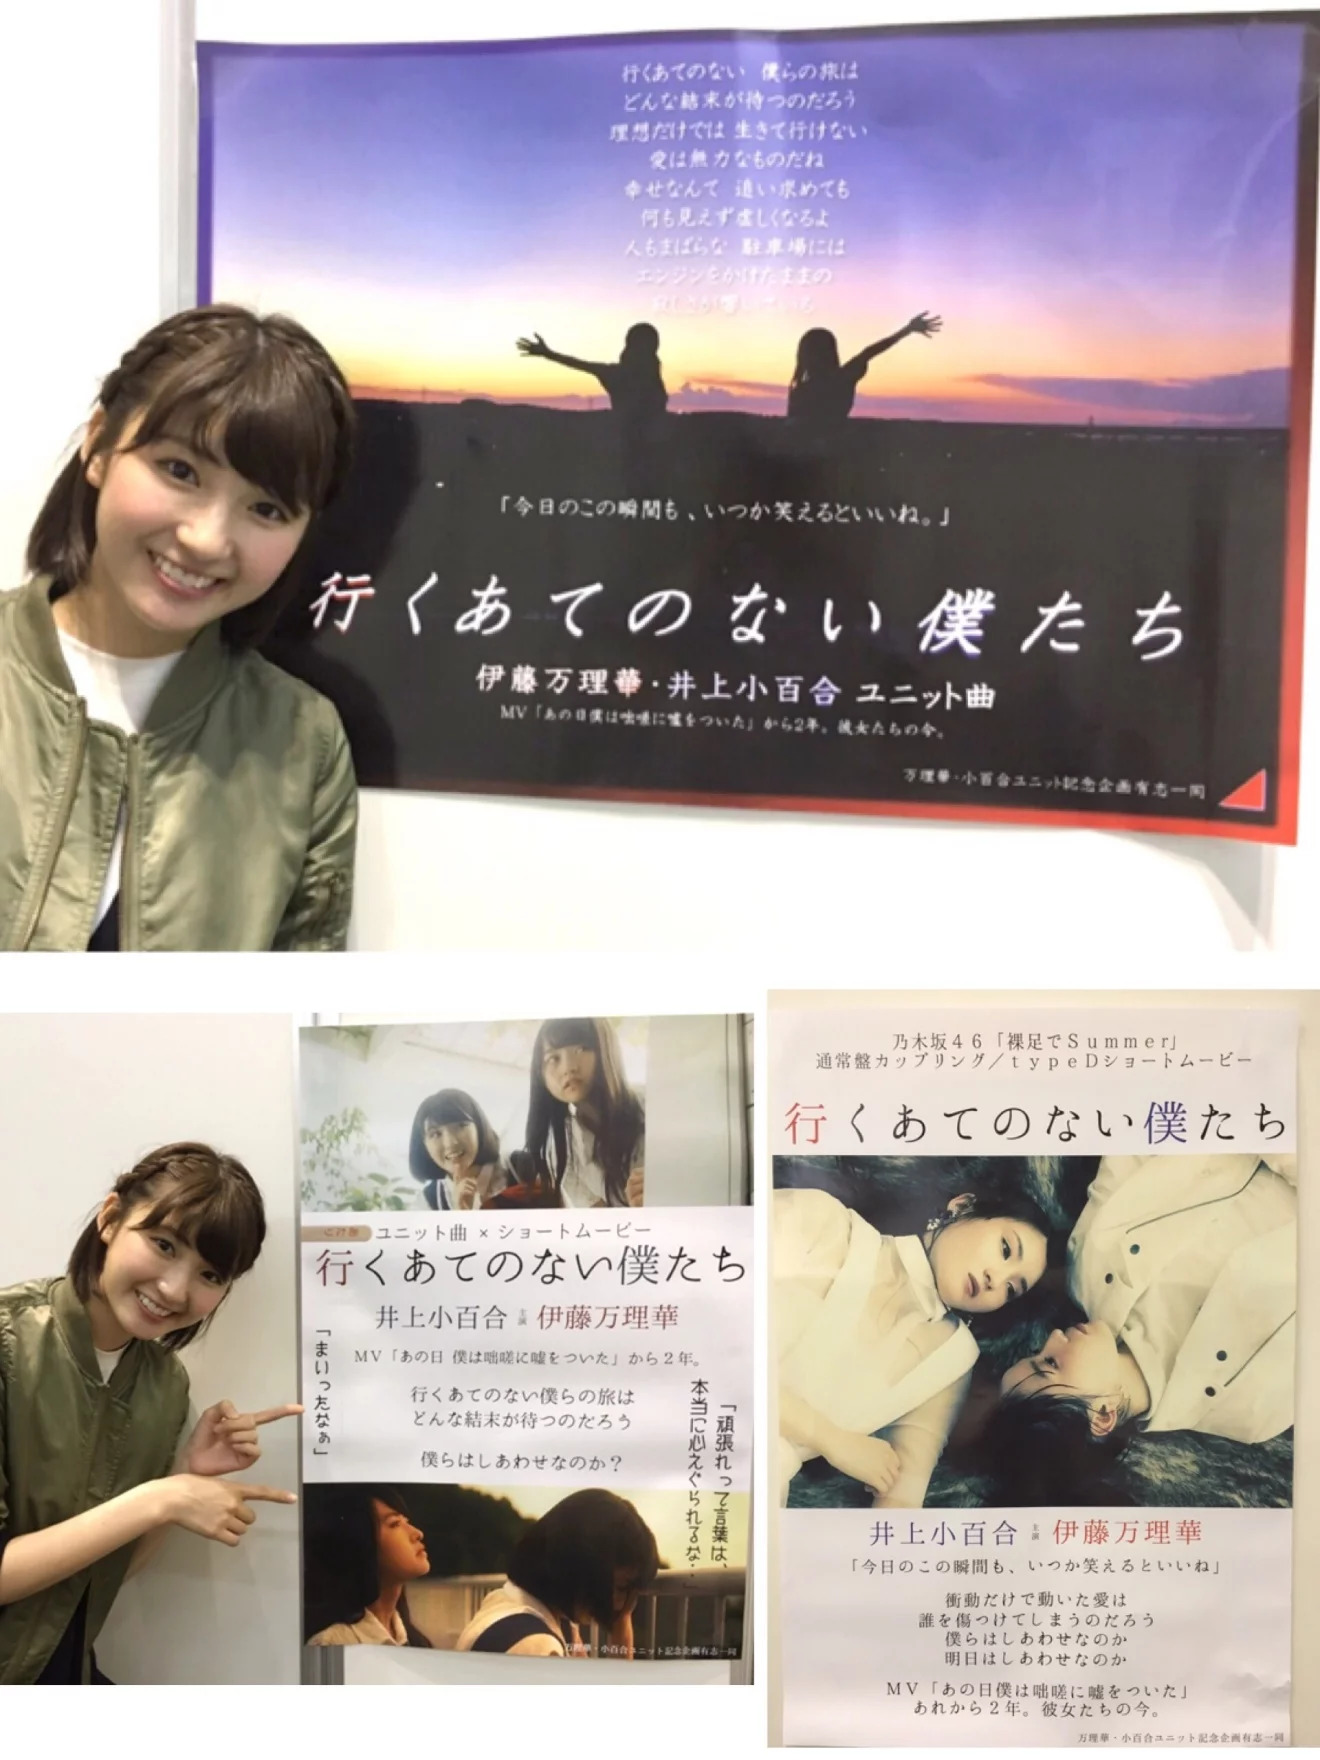 行くあてのない 僕らの旅は
どんな結末が待つのだろう
理想だけでは 生きて行けない
愛は無力なものだね
幸せなんて 追い求めても
何も見えず虚しくなるよ
人もまばらな 駐車場には
エンジンをかけたままの
寂しさが響いている
「今日のこの瞬間も、いつか笑えるといいね。」
行くあてのない僕たち
伊藤万理華・井上小百合 ユニット曲
MV「あの日僕は咄嗟に嘘をついた」から2年。彼女たちの今。
万理華・小百合ユニット記念企画有志一同
ユニット曲 × ショートムービー
行くあてのない僕たち
井上小百合 主演 伊藤万理華
MV「あの日 僕は咄嗟に嘘をついた」から2年。
「まいったなぁ」
行くあてのない僕らの旅は
どんな結末が待つのだろう
僕らはしあわせなのか？
「頑張れって言葉は、
本当に心えぐられるな‥」
万理華・小百合ユニット記念企画有志一同
乃木坂46「裸足でSummer」
通常盤カップリング／typeDショートムービー
行くあてのない僕たち
井上小百合 主演 伊藤万理華
「今日のこの瞬間も、いつか笑えるといいね」
衝動だけで動いた愛は
誰を傷つけてしまうのだろう
僕らはしあわせなのか
明日はしあわせなのか
MV「あの日僕は咄嗟に嘘をついた」
あれから2年。彼女たちの今。
万理華・小百合ユニット記念企画有志一同